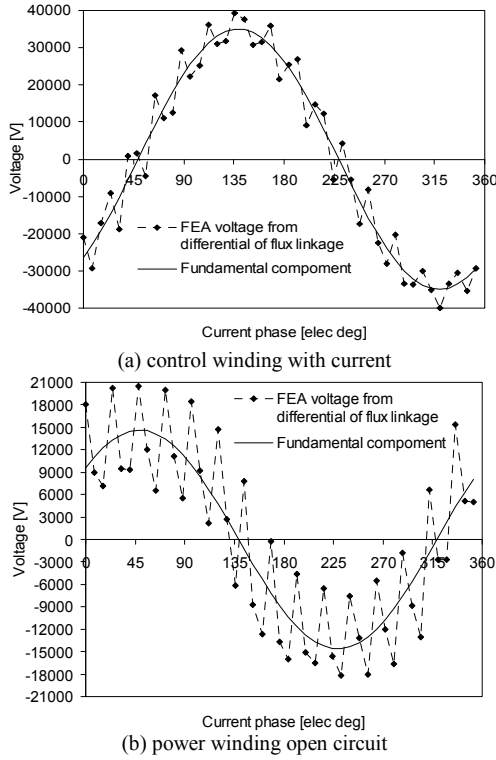 40000
30000
20000
10000
0
-10000
-20000
-30000
-40000
Voltage [V]
0 45 90 135 180 225 270 315 360
FEA voltage from
differential of flux linkage
Fundamental compoment
Current phase [elec deg]
(a) control winding with current
21000
18000
15000
12000
9000
6000
3000
0
-3000
-6000
-9000
-12000
-15000
-18000
-21000
Voltage [V]
FEA voltage from
differential of flux linkage
Fundamental compoment
0 45 90 135 180 225 270 315 360
Current phase [elec deg]
(b) power winding open circuit